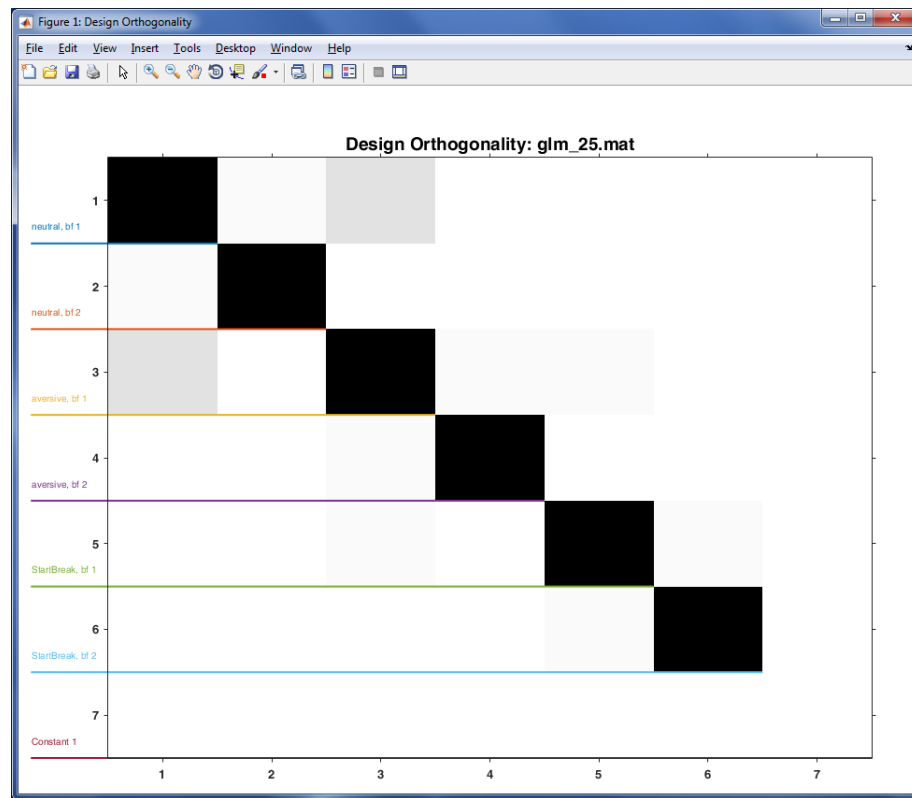 Figure 1: Design Orthogonality
File Edit View Insert Tools Desktop Window Help
Design Orthogonality: glm_25.mat
1
neutral, bf 1
2
neutral, bf 2
3
aversive, bf 1
4
aversive, bf 2
5
StartBreak, bf 1
6
StartBreak, bf 2
7
Constant 1
1 2 3 4 5 6 7